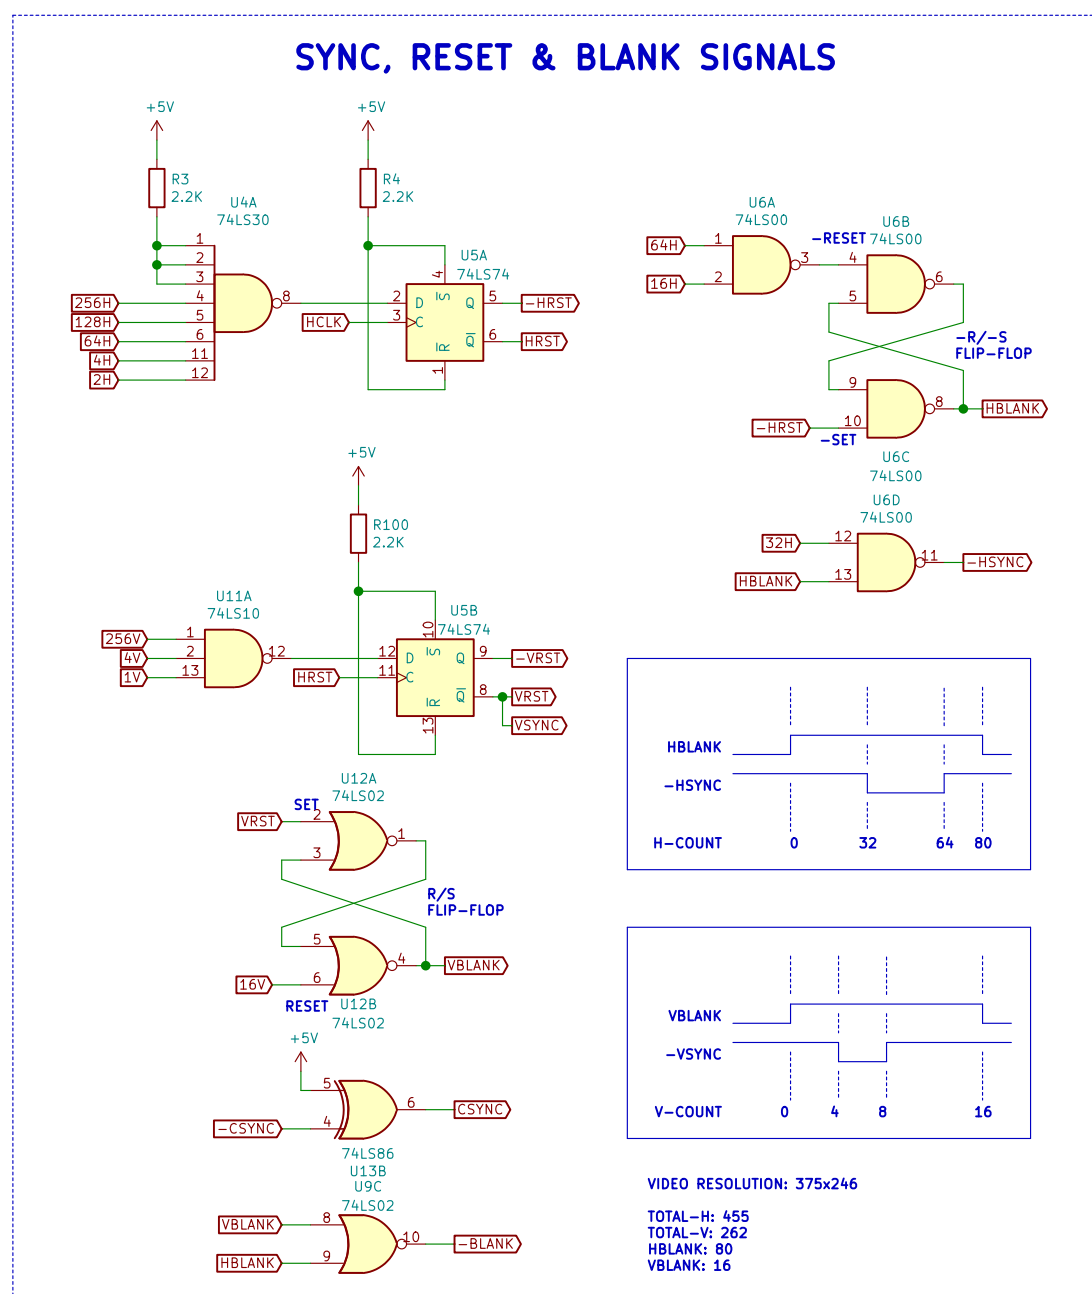 SYNC, RESET & BLANK SIGNALS
+5V
R3
2.2K
U4A
74LS30
1
2
3
256H 4
128H 5
64H 6
4H 11
2H 12
8
+5V
R4
2.2K
U5A
74LS74
4
S
2 D
HCLK 3 C
Q 5 -HRST
Q 6 HRST
R
1
U6A
74LS00
64H 1
16H 2
3
-RESET
U6B
74LS00
4
5
6
-R/-S
FLIP-FLOP
9
-HRST 10
8 HBLANK
-SET
U6C
74LS00
U6D
74LS00
32H 12
HBLANK 13
11 -HSYNC
+5V
R100
2.2K
U11A
74LS10
256V 1
4V 2
1V 13
12
U5B
74LS74
10
S
12 D
HRST 11 C
Q 9 -VRST
Q 8 VRST
VSYNC
R
13
U12A
74LS02
SET
VRST 2
3
1
R/S
FLIP-FLOP
5
16V 6
4 VBLANK
RESET
U12B
74LS02
+5V
5
-CSYNC 4
6 CSYNC
74LS86
U13B
U9C
74LS02
VBLANK 8
HBLANK 9
10 -BLANK
HBLANK
-HSYNC
H-COUNT 0 32 64 80
VBLANK
-VSYNC
V-COUNT 0 4 8 16
VIDEO RESOLUTION: 375x246
TOTAL-H: 455
TOTAL-V: 262
HBLANK: 80
VBLANK: 16